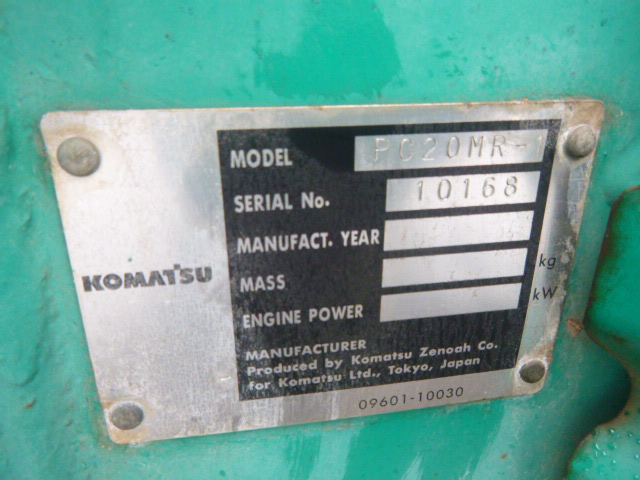 MODEL PC20MR-1
SERIAL No. 10168
MANUFACT. YEAR
MASS kg
ENGINE POWER kW
KOMATSU
MANUFACTURER
Produced by Komatsu Zenoah Co.
for Komatsu Ltd., Tokyo, Japan
09601-10030